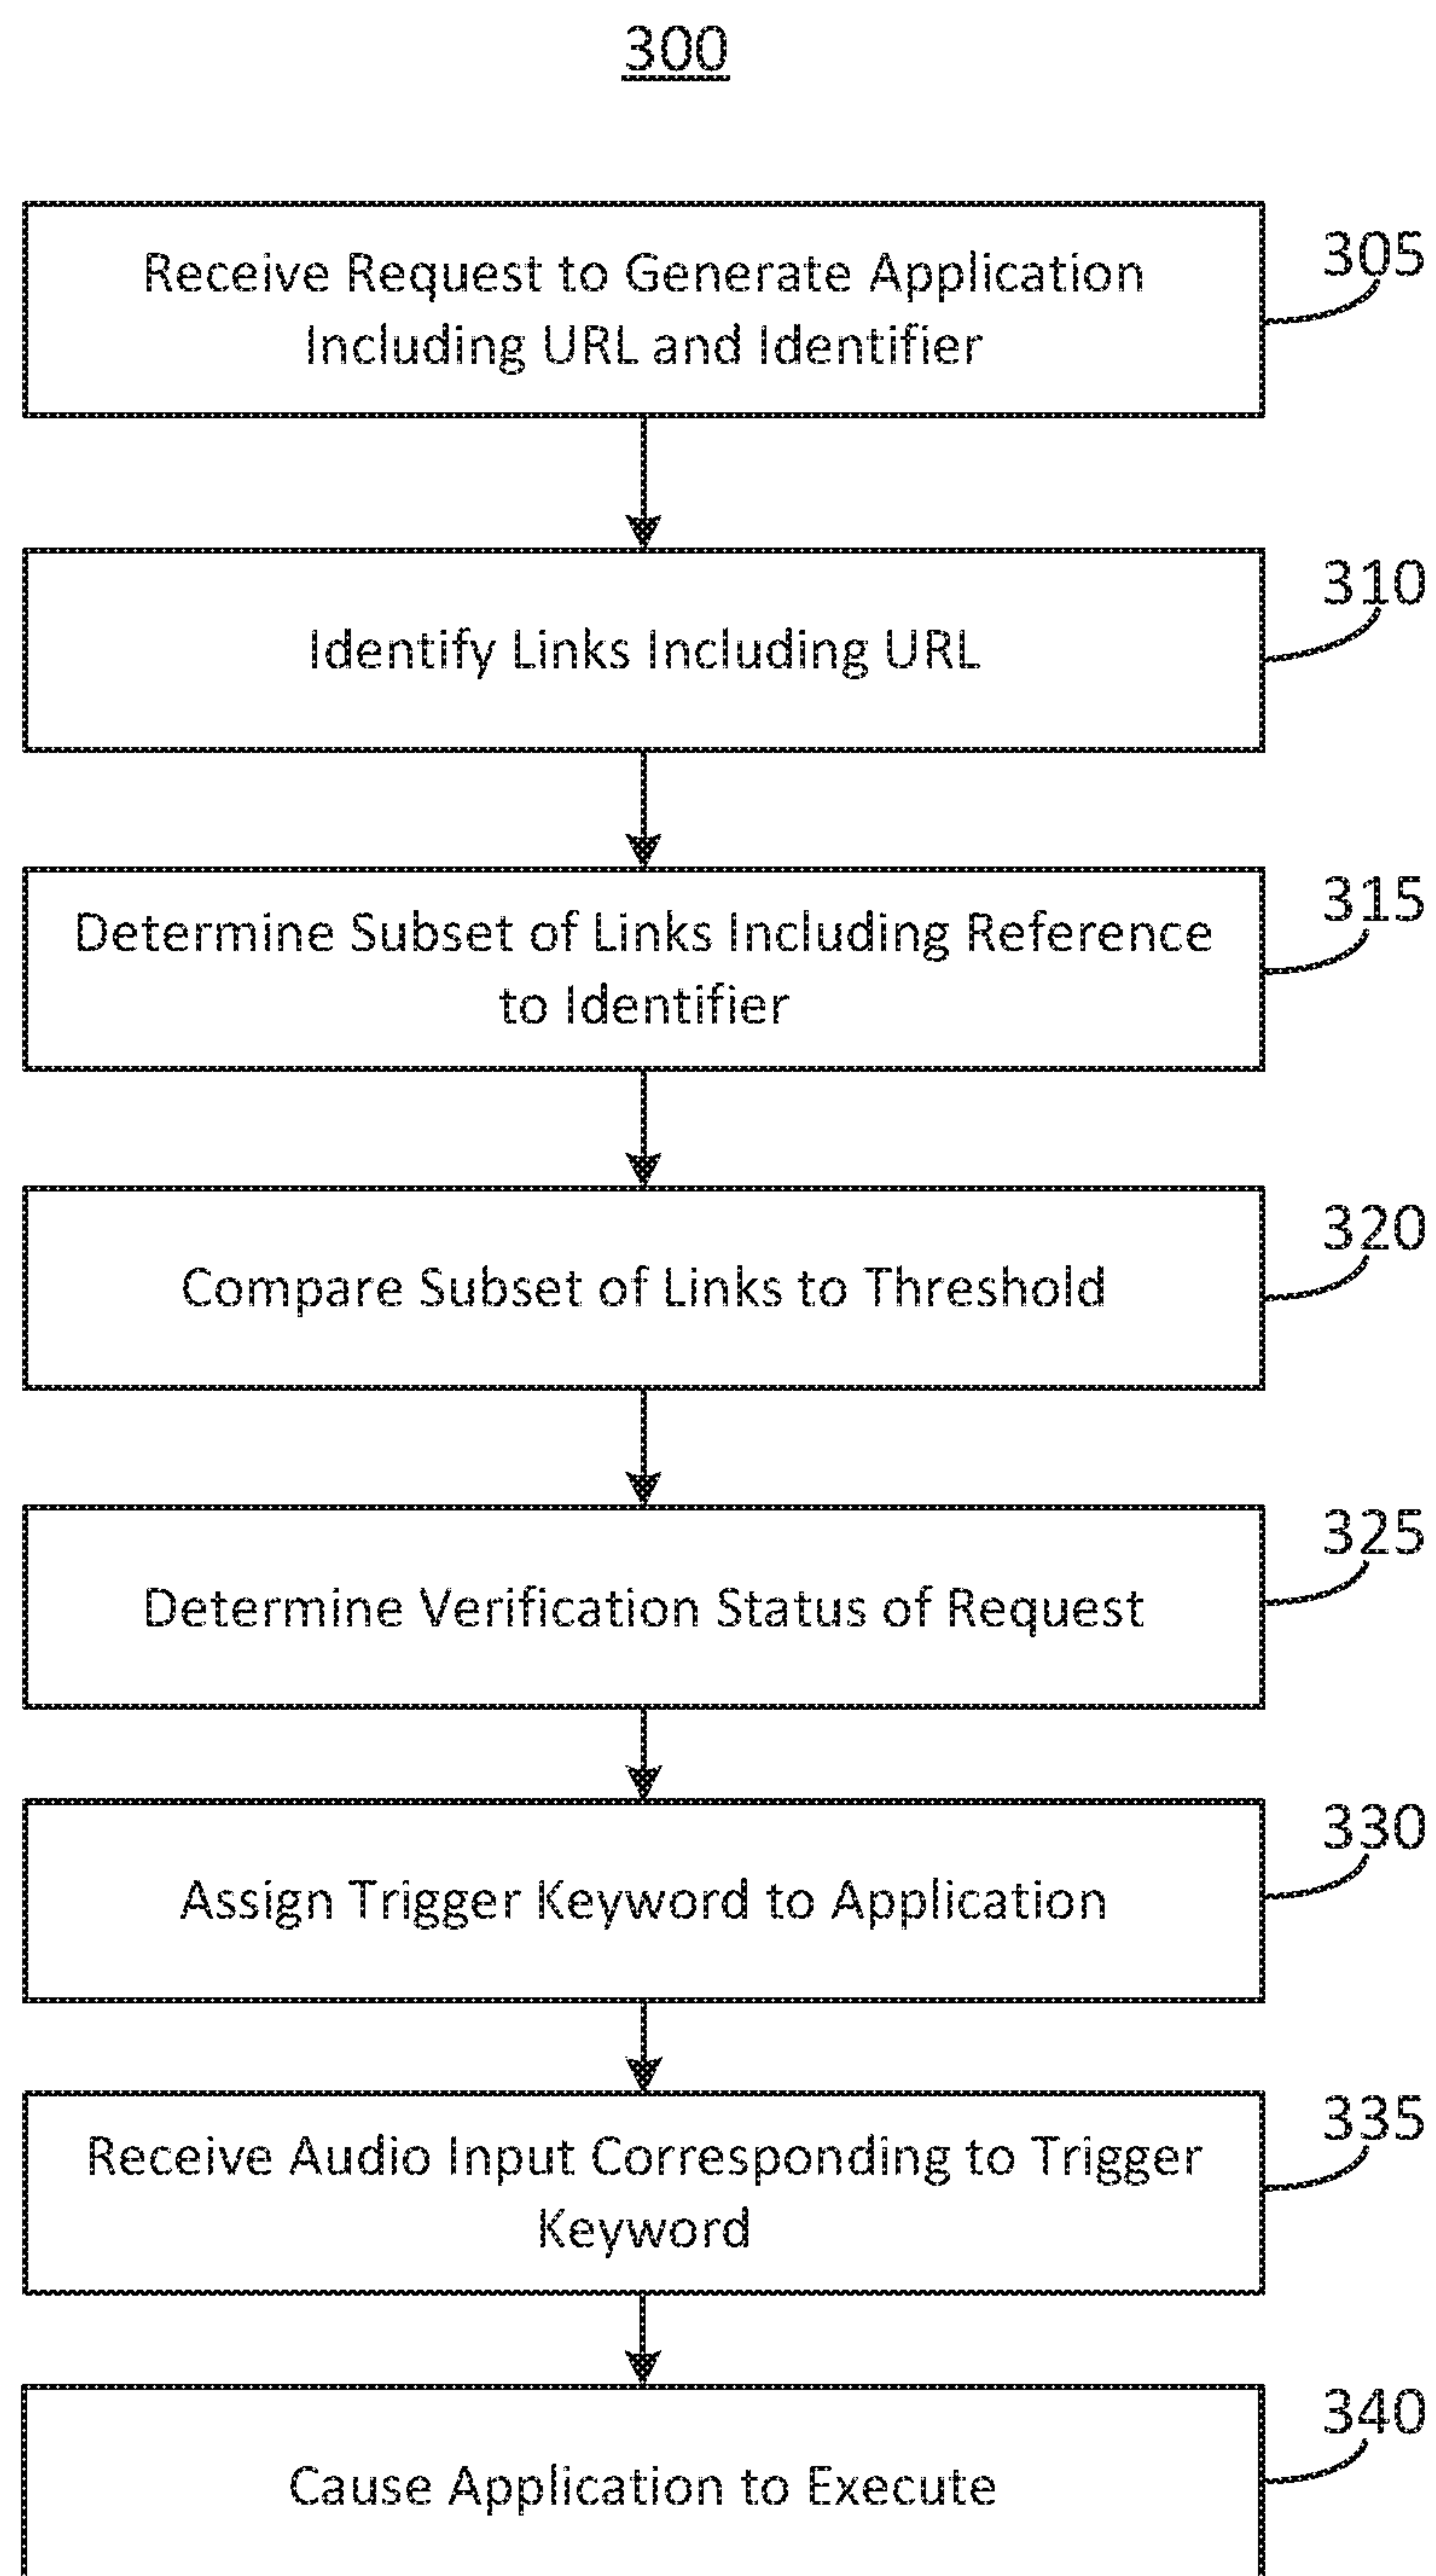 300
Receive Request to Generate Application
Including URL and Identifier
305
Identify Links Including URL
310
Determine Subset of Links Including Reference
to Identifier
315
Compare Subset of Links to Threshold
320
Determine Verification Status of Request
325
Assign Trigger Keyword to Application
330
Receive Audio Input Corresponding to Trigger
Keyword
335
Cause Application to Execute
340